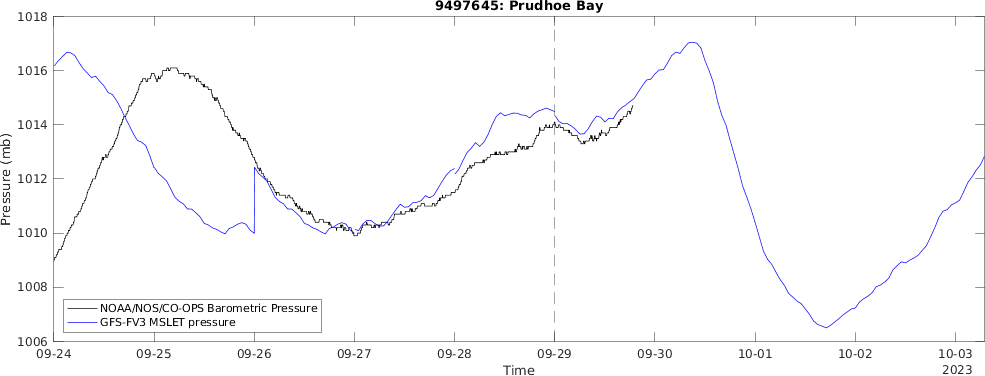 9497645: Prudhoe Bay
1018
1016
1014
1012
1010
1008
1006
Pressure (mb)
NOAA/NOS/CO-OPS Barometric Pressure
GFS-FV3 MSLET pressure
09-24 09-25 09-26 09-27 09-28 09-29 09-30 10-01 10-02 10-03
Time 2023